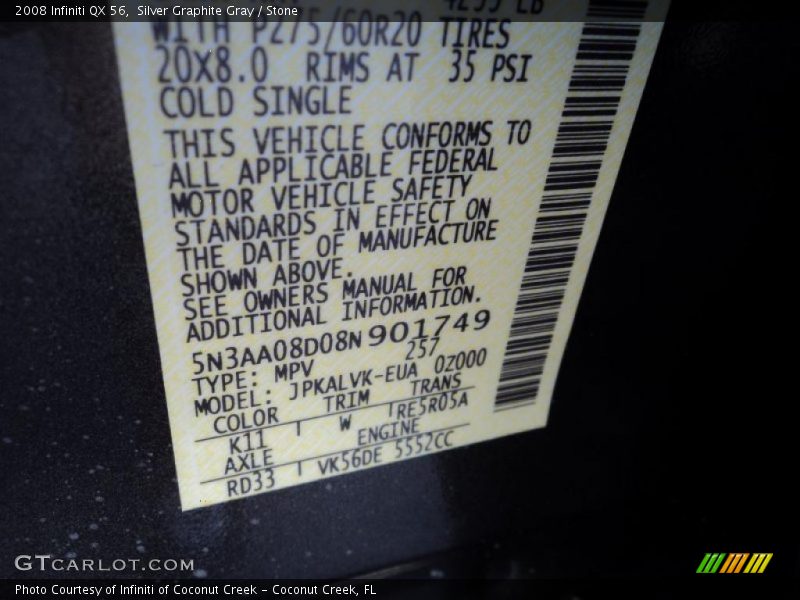 2008 Infiniti QX 56,  Silver Graphite Gray / Stone
WITH P275/60R20 TIRES
20X8.0 RIMS AT 35 PSI
COLD SINGLE
THIS VEHICLE CONFORMS TO
ALL APPLICABLE FEDERAL
MOTOR VEHICLE SAFETY
STANDARDS IN EFFECT ON
THE DATE OF MANUFACTURE
SHOWN ABOVE.
SEE OWNERS MANUAL FOR
ADDITIONAL INFORMATION.
5N3AA08D08N901749
TYPE: MPV 257
MODEL: JPKALVK-EUA 0Z000
COLOR TRIM TRANS
K11 W RE5R05A
AXLE ENGINE
RD33 VK56DE 5552CC
GTCARLOT.COM
Photo Courtesy of Infiniti of Coconut Creek – Coconut Creek, FL